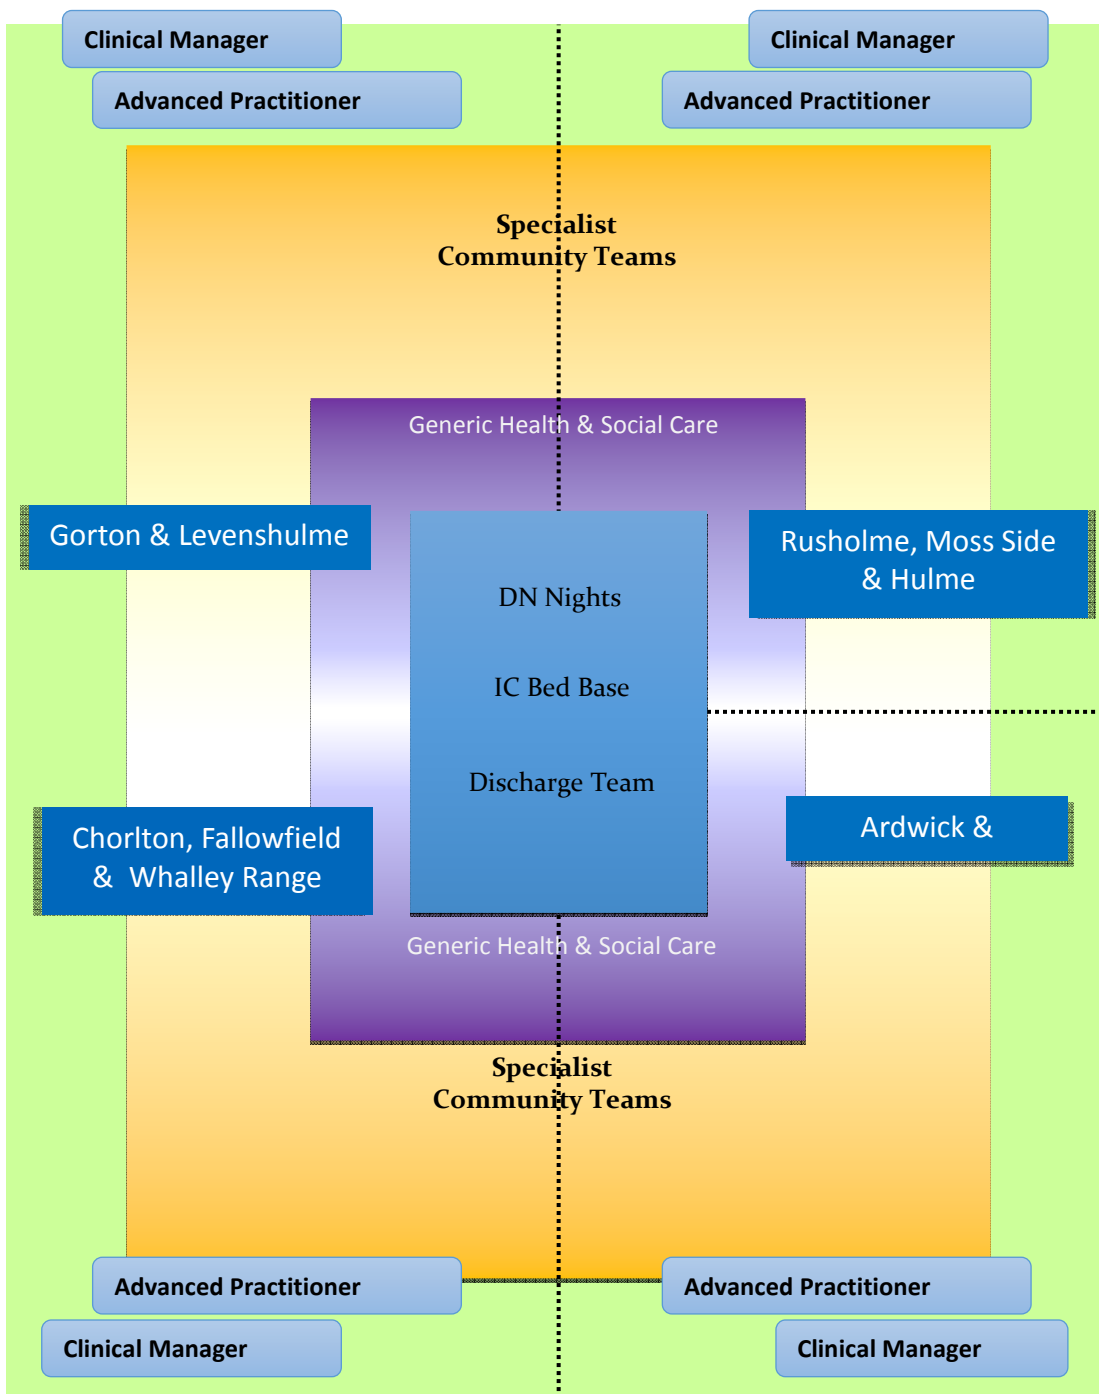 Clinical Manager
Clinical Manager
Advanced Practitioner
Advanced Practitioner
Specialist
Community Teams
Generic Health & Social Care
Gorton & Levenshulme
Rusholme, Moss Side
& Hulme
DN Nights
IC Bed Base
Discharge Team
Chorlton, Fallowfield
& Whalley Range
Ardwick &
Generic Health & Social Care
Specialist
Community Teams
Advanced Practitioner
Advanced Practitioner
Clinical Manager
Clinical Manager